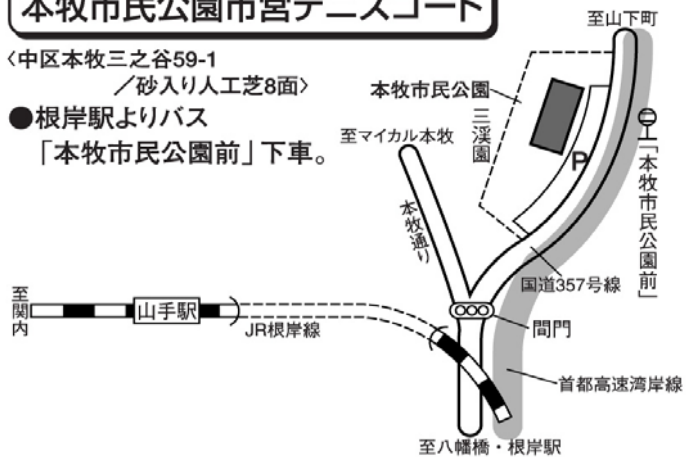 本牧市民公園市営テニスコート
〈中区本牧三之谷59-1
／砂入り人工芝8面〉
●根岸駅よりバス
「本牧市民公園前」下車。
至山下町
本牧市民公園
三溪園
至マイカル本牧
P
「本牧市民公園前」
本牧通り
国道357号線
至関内
山手駅
JR根岸線
間門
首都高速湾岸線
至八幡橋・根岸駅